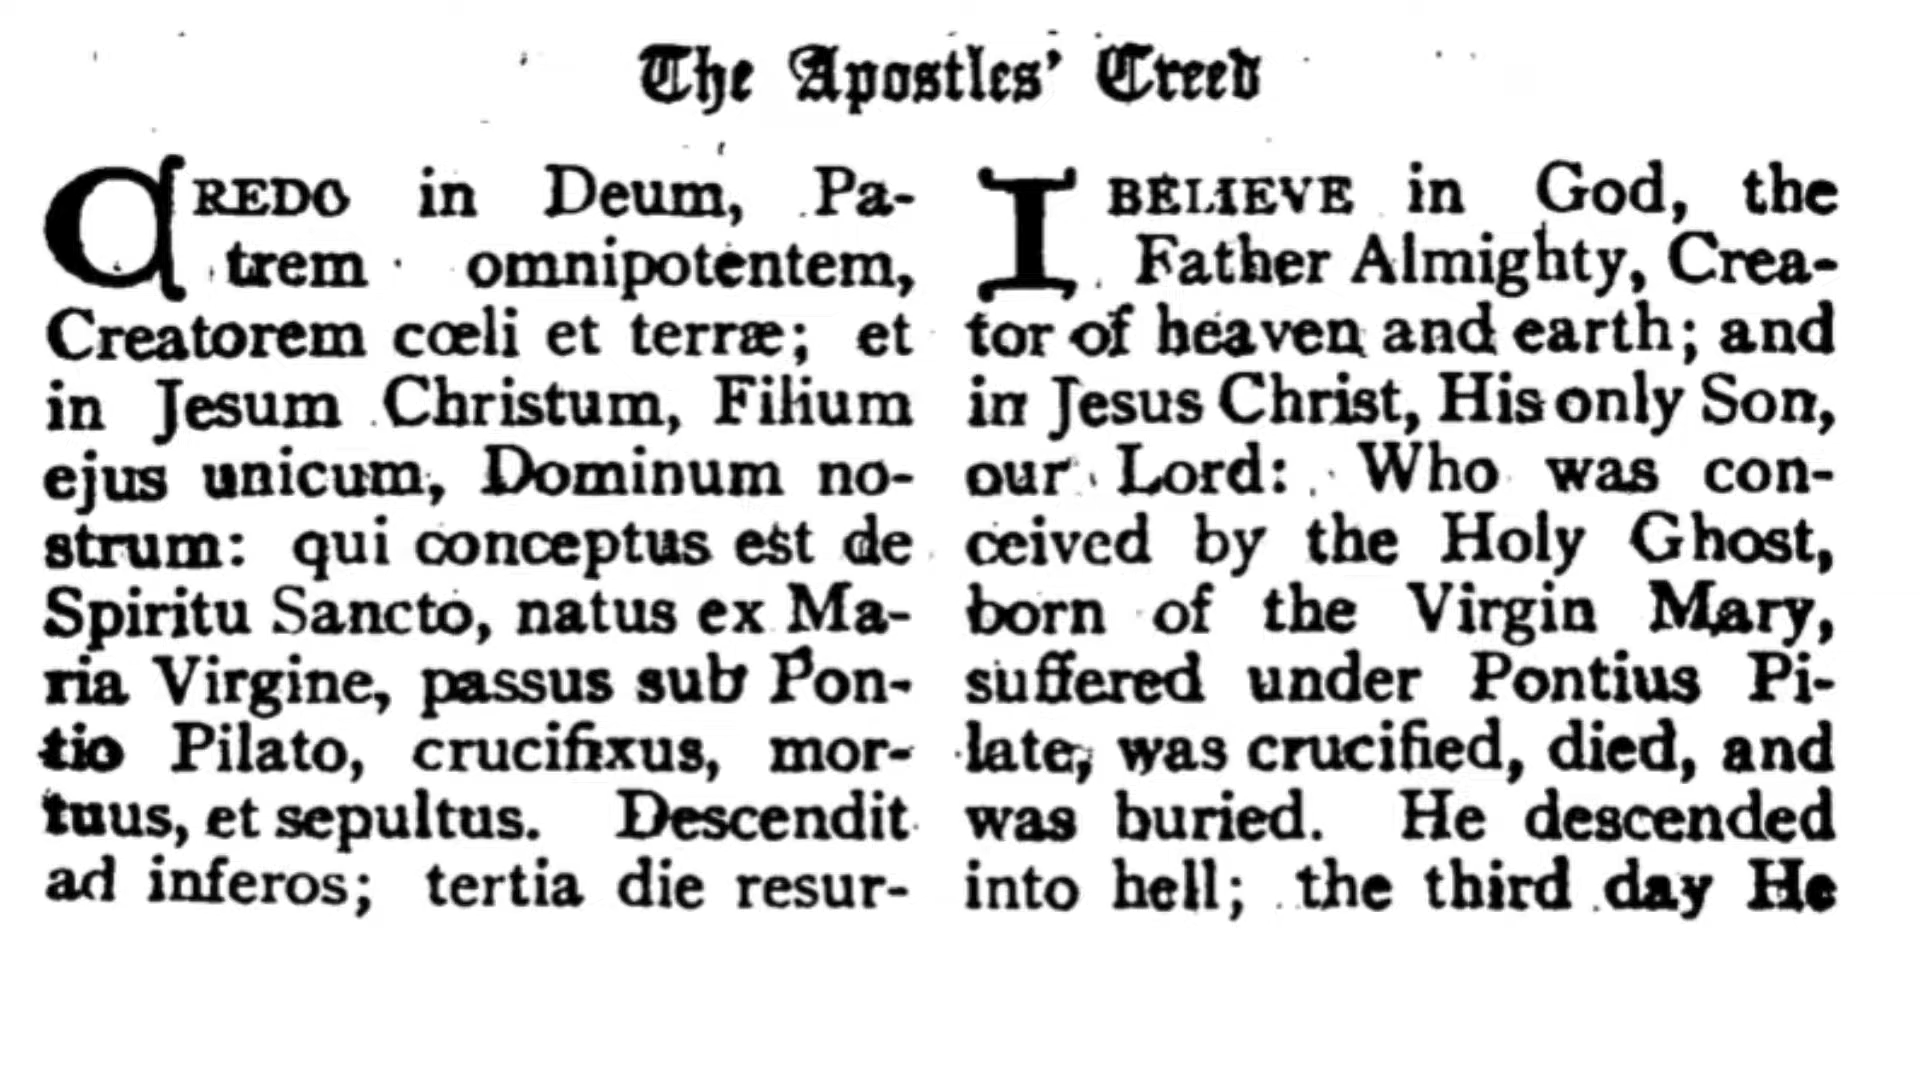 The Apostles' Creed
CREDO in Deum, Pa-
trem omnipotentem,
Creatorem cœli et terræ; et
in Jesum Christum, Filium
ejus unicum, Dominum no-
strum: qui conceptus est de
Spiritu Sancto, natus ex Ma-
ria Virgine, passus sub Pon-
tio Pilato, crucifixus, mor-
tuus, et sepultus. Descendit
ad inferos; tertia die resur-
I BELIEVE in God, the
Father Almighty, Crea-
tor of heaven and earth; and
in Jesus Christ, His only Son,
our Lord: Who was con-
ceived by the Holy Ghost,
born of the Virgin Mary,
suffered under Pontius Pi-
late, was crucified, died, and
was buried. He descended
into hell; the third day He